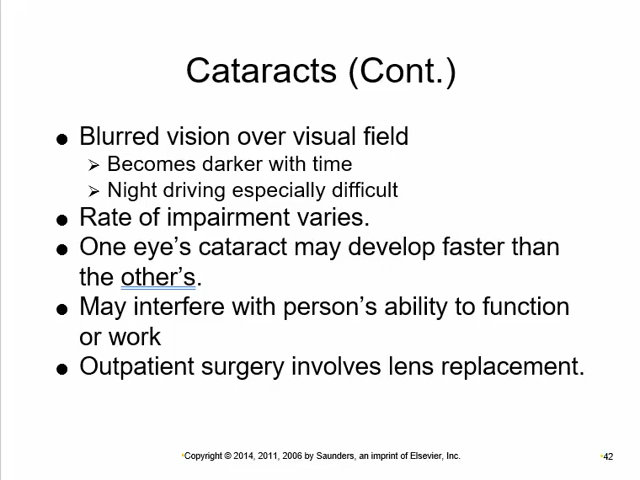 Cataracts (Cont.)
● Blurred vision over visual field
➢ Becomes darker with time
➢ Night driving especially difficult
● Rate of impairment varies.
● One eye’s cataract may develop faster than
the other’s.
● May interfere with person’s ability to function
or work
● Outpatient surgery involves lens replacement.
•Copyright © 2014, 2011, 2006 by Saunders, an imprint of Elsevier, Inc.
•42